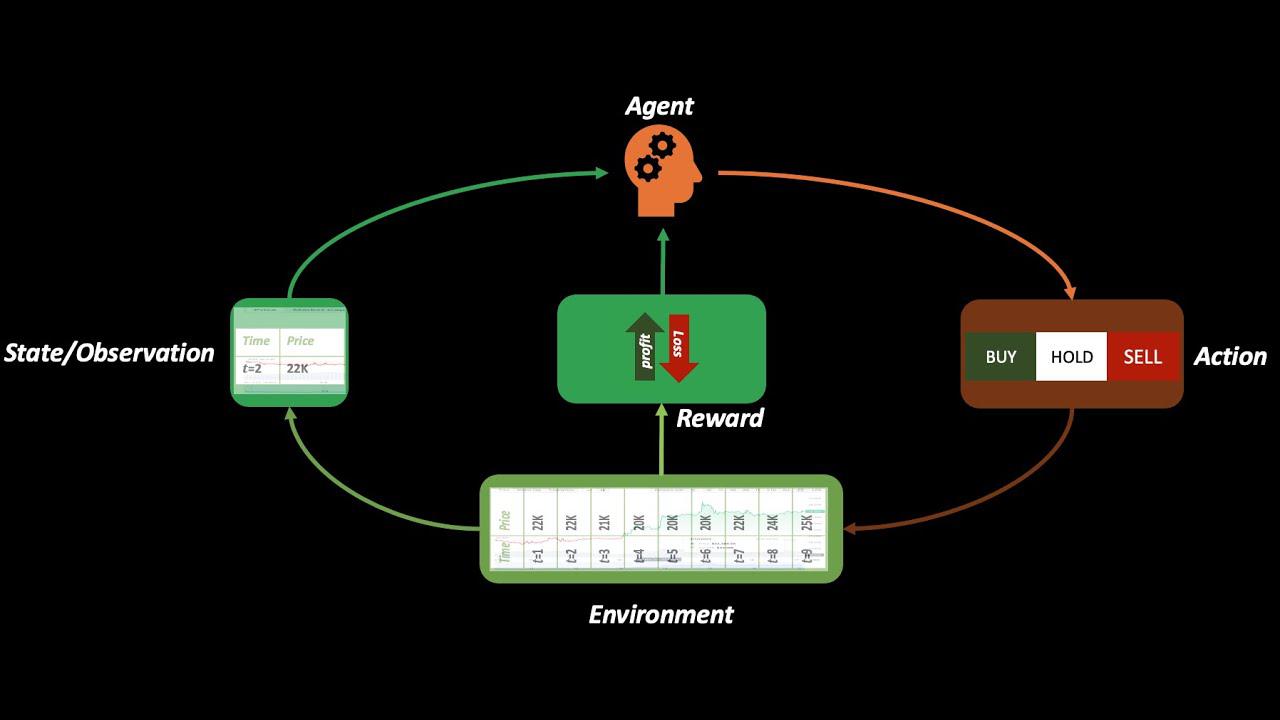 Agent
State/Observation
Time Price
t=2 22K
profit
Loss
Reward
BUY HOLD SELL
Action
Price 22K 22K 21K 20K 20K 20K 22K 24K 25K
Time t=1 t=2 t=3 t=4 t=5 t=6 t=7 t=8 t=9
Environment